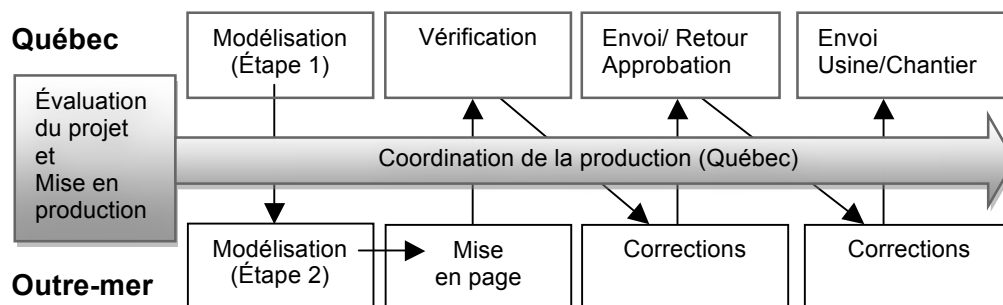 Québec
Modélisation
(Étape 1)
Vérification
Envoi/ Retour
Approbation
Envoi
Usine/Chantier
Évaluation
du projet
et
Mise en
production
Coordination de la production (Québec)
Modélisation
(Étape 2)
Mise
en page
Corrections
Corrections
Outre-mer